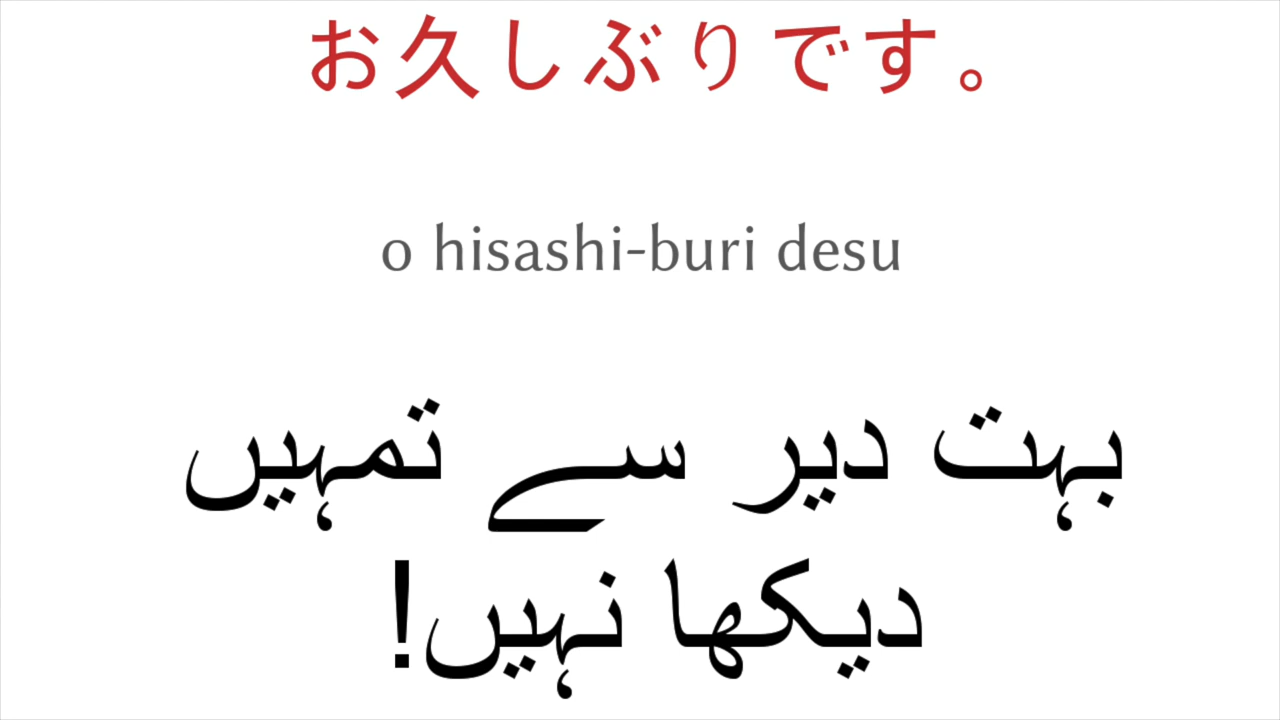 お久しぶりです。
o hisashi-buri desu
بہت دیر سے تمہیں
دیکھا نہیں!